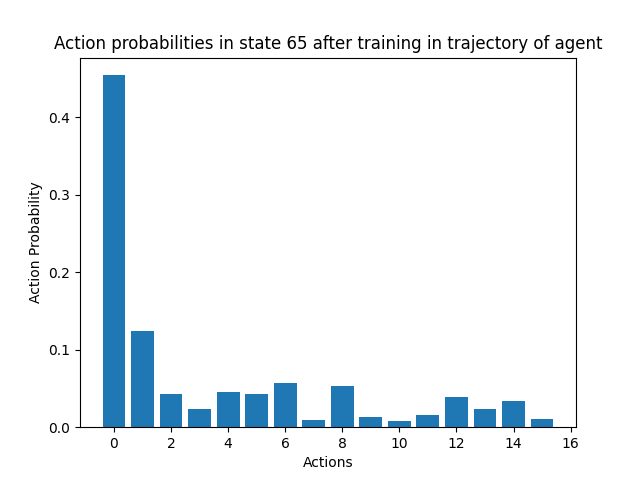 Action probabilities in state 65 after training in trajectory of agent
Action Probability
0.4
0.3
0.2
0.1
0.0
0 2 4 6 8 10 12 14 16
Actions